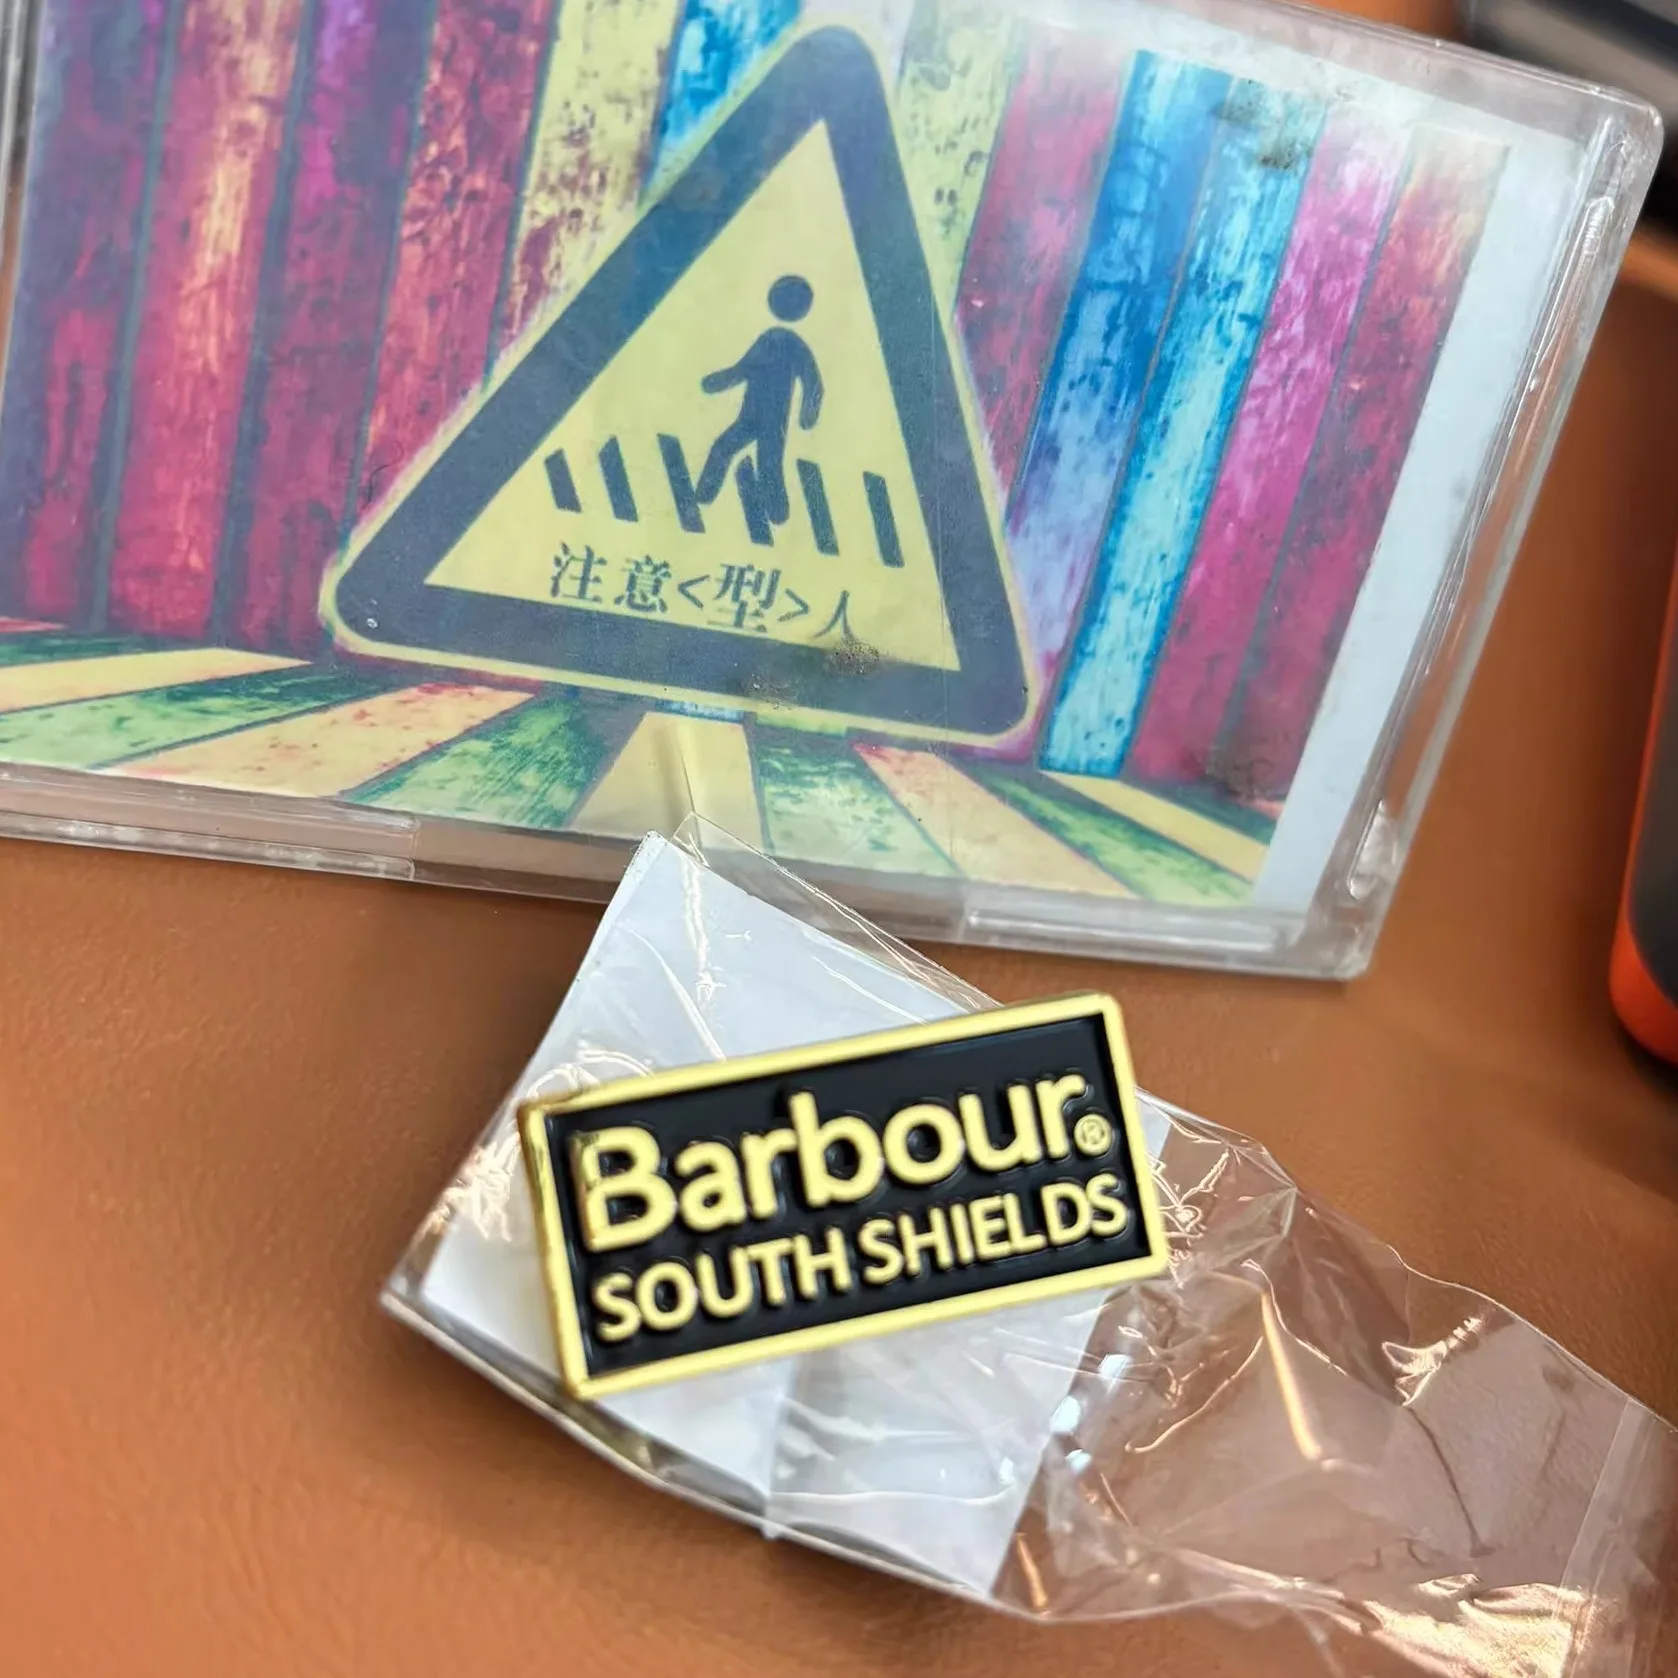 注意<型>人
Barbour®
SOUTH SHIELDS